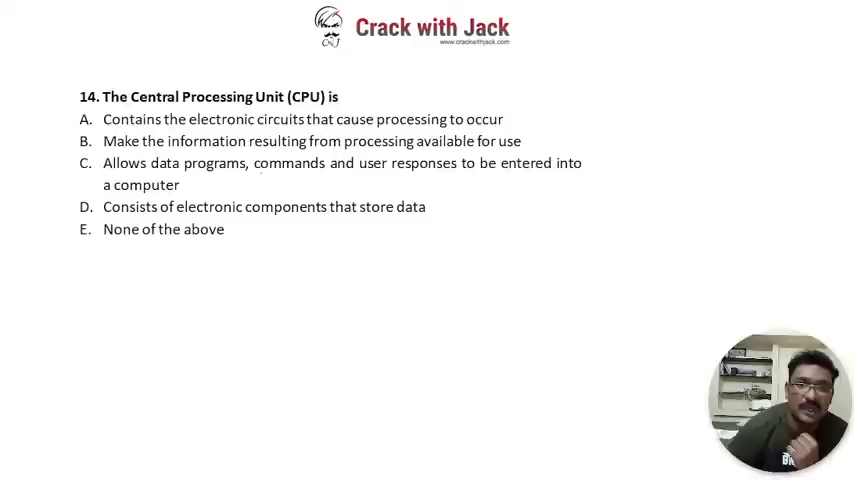 Crack with Jack
www.crackwithjack.com
14. The Central Processing Unit (CPU) is
A. Contains the electronic circuits that cause processing to occur
B. Make the information resulting from processing available for use
C. Allows data programs, commands and user responses to be entered into
a computer
D. Consists of electronic components that store data
E. None of the above